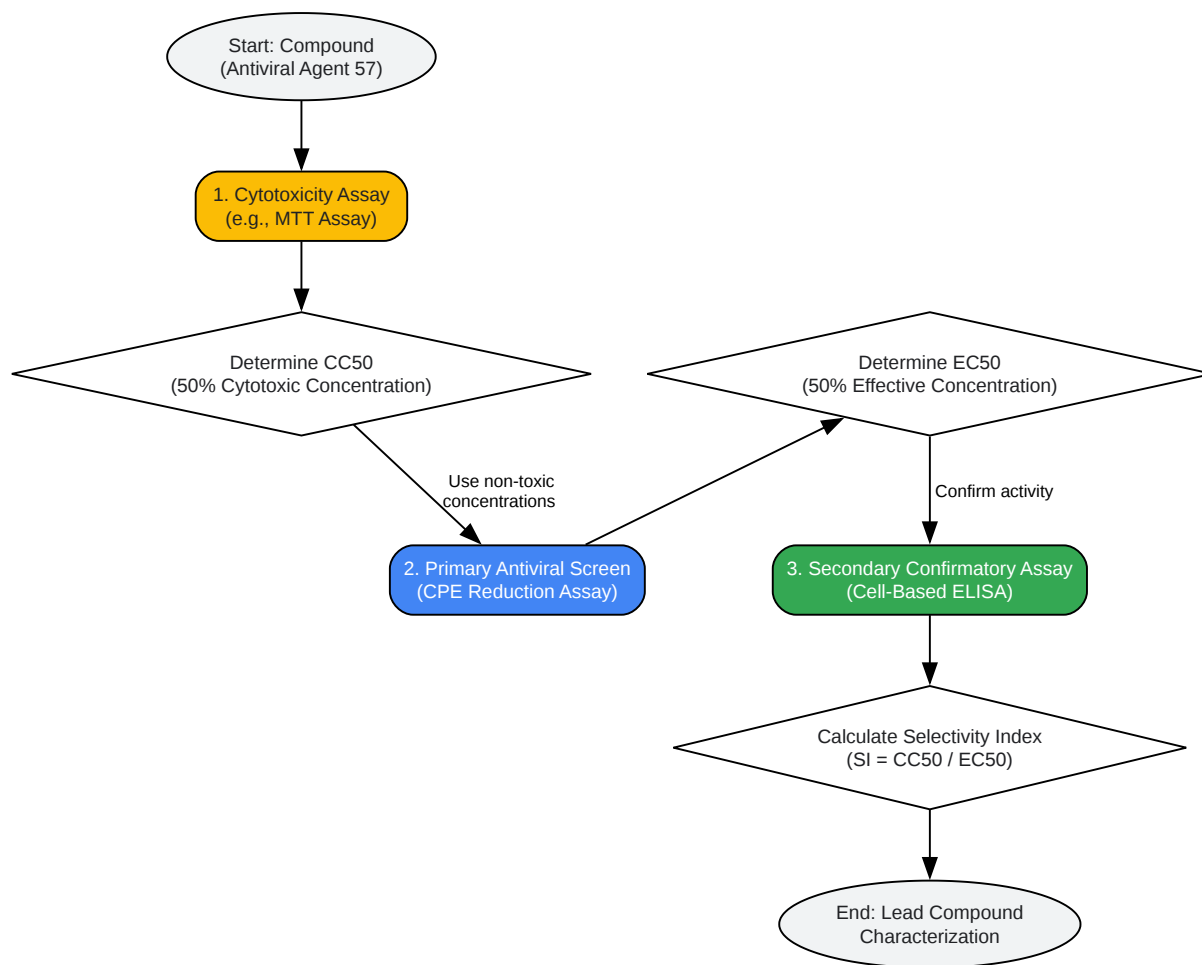 Start: Compound
(Antiviral Agent 57)
1. Cytotoxicity Assay
(e.g., MTT Assay)
Determine CC50
(50% Cytotoxic Concentration)
Use non-toxic
concentrations
2. Primary Antiviral Screen
(CPE Reduction Assay)
Determine EC50
(50% Effective Concentration)
Confirm activity
3. Secondary Confirmatory Assay
(Cell-Based ELISA)
Calculate Selectivity Index
(SI = CC50 / EC50)
End: Lead Compound
Characterization